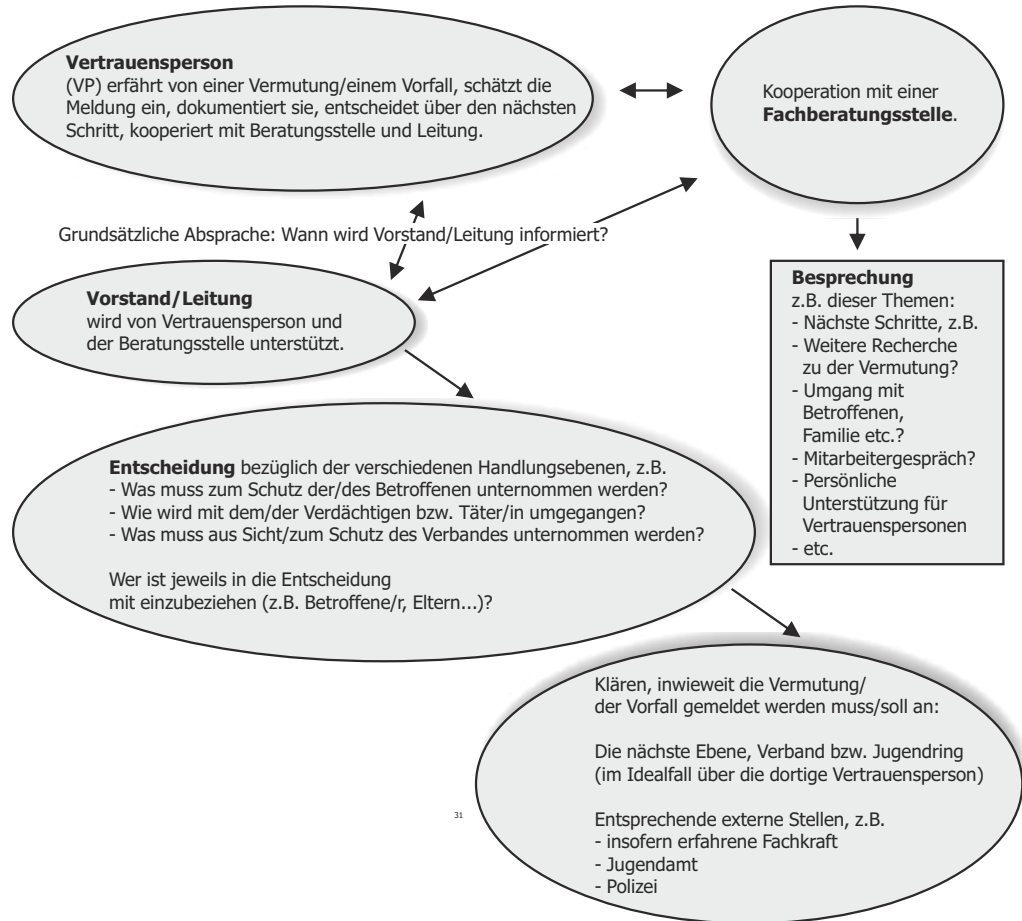 Vertrauensperson
(VP) erfährt von einer Vermutung/einem Vorfall, schätzt die
Meldung ein, dokumentiert sie, entscheidet über den nächsten
Schritt, kooperiert mit Beratungsstelle und Leitung.
Kooperation mit einer
Fachberatungsstelle.
Grundsätzliche Absprache: Wann wird Vorstand/Leitung informiert?
Vorstand/Leitung
wird von Vertrauensperson und
der Beratungsstelle unterstützt.
Besprechung
z.B. dieser Themen:
- Nächste Schritte, z.B.
- Weitere Recherche
zu der Vermutung?
- Umgang mit
Betroffenen,
Familie etc.?
- Mitarbeitergespräch?
- Persönliche
Unterstützung für
Vertrauenspersonen
- etc.
Entscheidung bezüglich der verschiedenen Handlungsebenen, z.B.
- Was muss zum Schutz der/des Betroffenen unternommen werden?
- Wie wird mit dem/der Verdächtigen bzw. Täter/in umgegangen?
- Was muss aus Sicht/zum Schutz des Verbandes unternommen werden?
Wer ist jeweils in die Entscheidung
mit einzubeziehen (z.B. Betroffene/r, Eltern...)?
Klären, inwieweit die Vermutung/
der Vorfall gemeldet werden muss/soll an:
Die nächste Ebene, Verband bzw. Jugendring
(im Idealfall über die dortige Vertrauensperson)
Entsprechende externe Stellen, z.B.
- insofern erfahrene Fachkraft
- Jugendamt
- Polizei
31